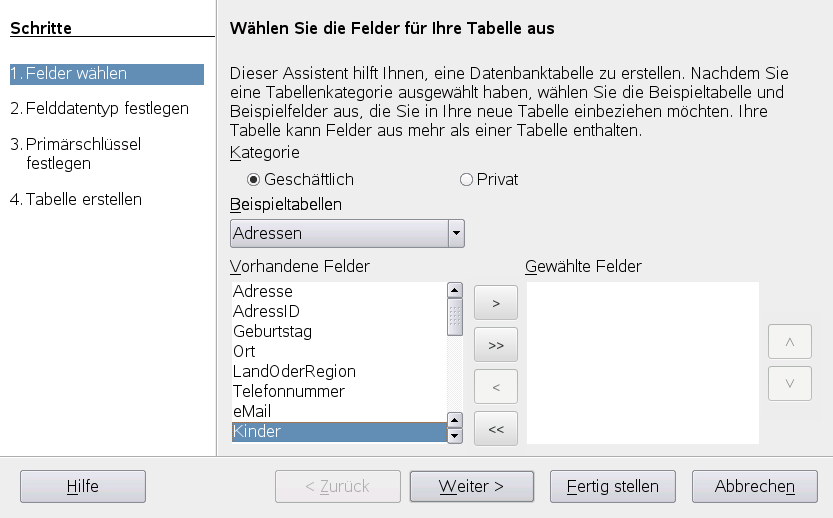 Schritte
1. Felder wählen
2. Felddatentyp festlegen
3. Primärschlüssel
festlegen
4. Tabelle erstellen
Wählen Sie die Felder für Ihre Tabelle aus
Dieser Assistent hilft Ihnen, eine Datenbanktabelle zu erstellen. Nachdem Sie
eine Tabellenkategorie ausgewählt haben, wählen Sie die Beispieltabelle und
Beispielfelder aus, die Sie in Ihre neue Tabelle einbeziehen möchten. Ihre
Tabelle kann Felder aus mehr als einer Tabelle enthalten.
Kategorie
Geschäftlich Privat
Beispieltabellen
Adressen
Vorhandene Felder
Adresse
AdressID
Geburtstag
Ort
LandOderRegion
Telefonnummer
eMail
Kinder
>
>>
<
<<
Gewählte Felder
^
v
Hilfe < Zurück Weiter > Fertig stellen Abbrechen